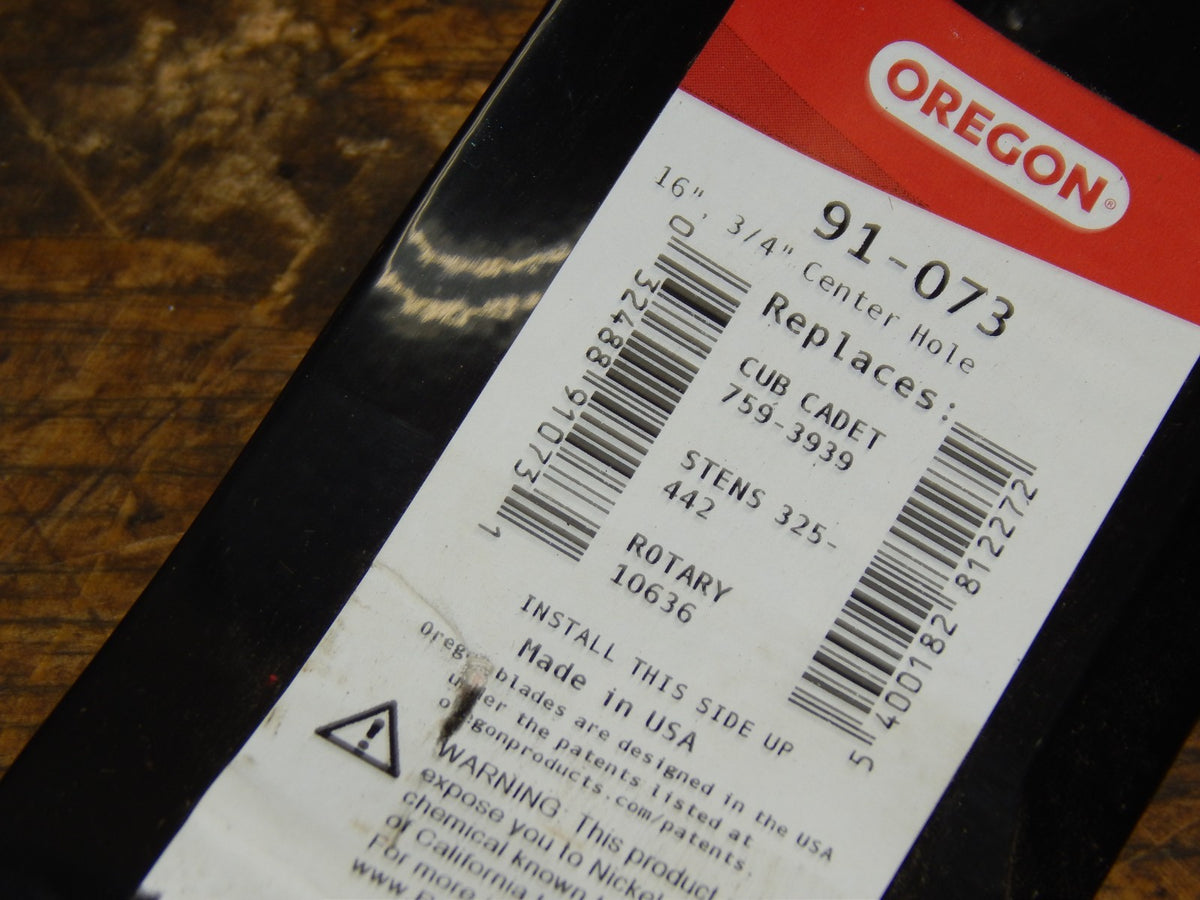 OREGON®
91-073
16", 3/4" Center Hole
Replaces:
CUB CADET
759-3939
STENS 325-
442
ROTARY
10636
0 32488 91073 1
5 400182 812272
INSTALL THIS SIDE UP
Made in USA
Oreg blades are designed in the USA
under the patents listed at
oregonproducts.com/patents.
WARNING: This product
expose you to Nickel
chemical known
of California
For more
www.